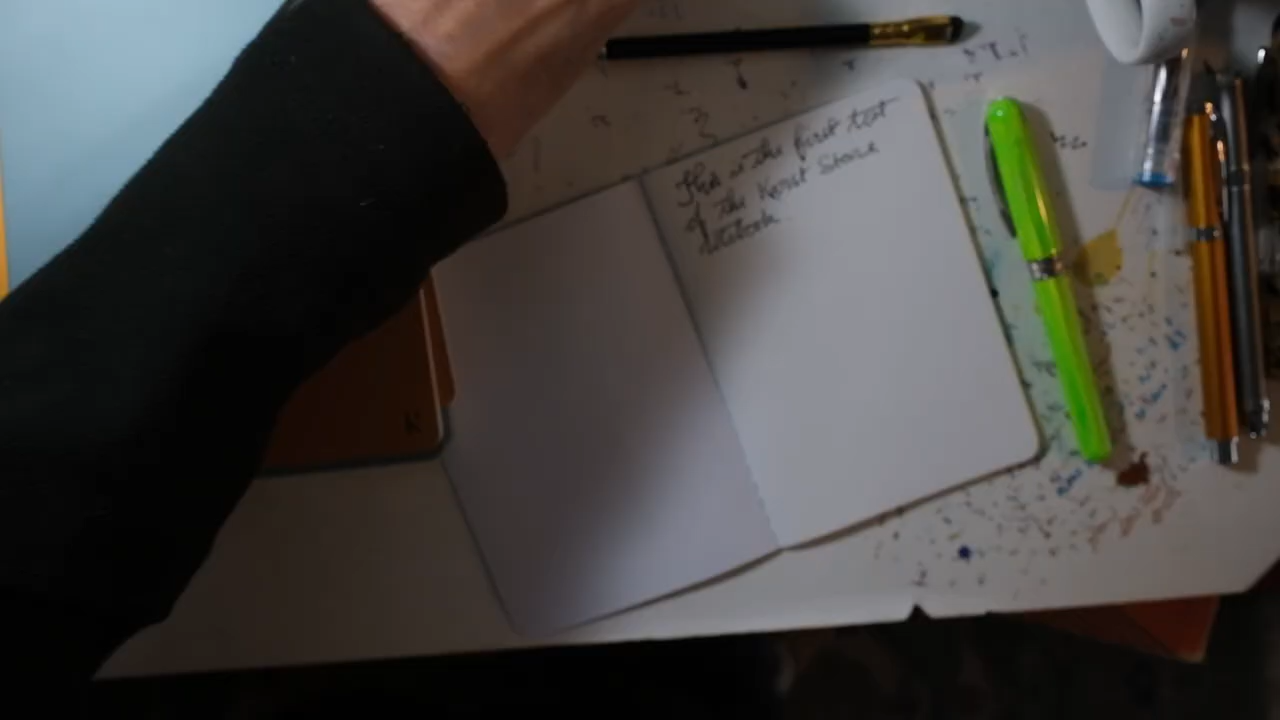 This is the first test
of the Karst Stone
notebook.
K